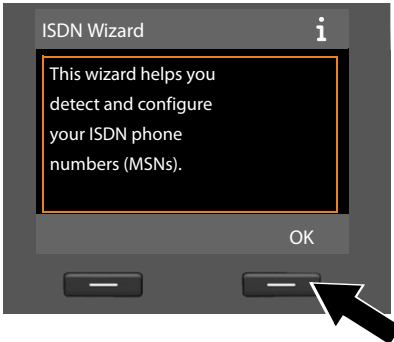 ISDN Wizard i
This wizard helps you
detect and configure
your ISDN phone
numbers (MSNs).
OK